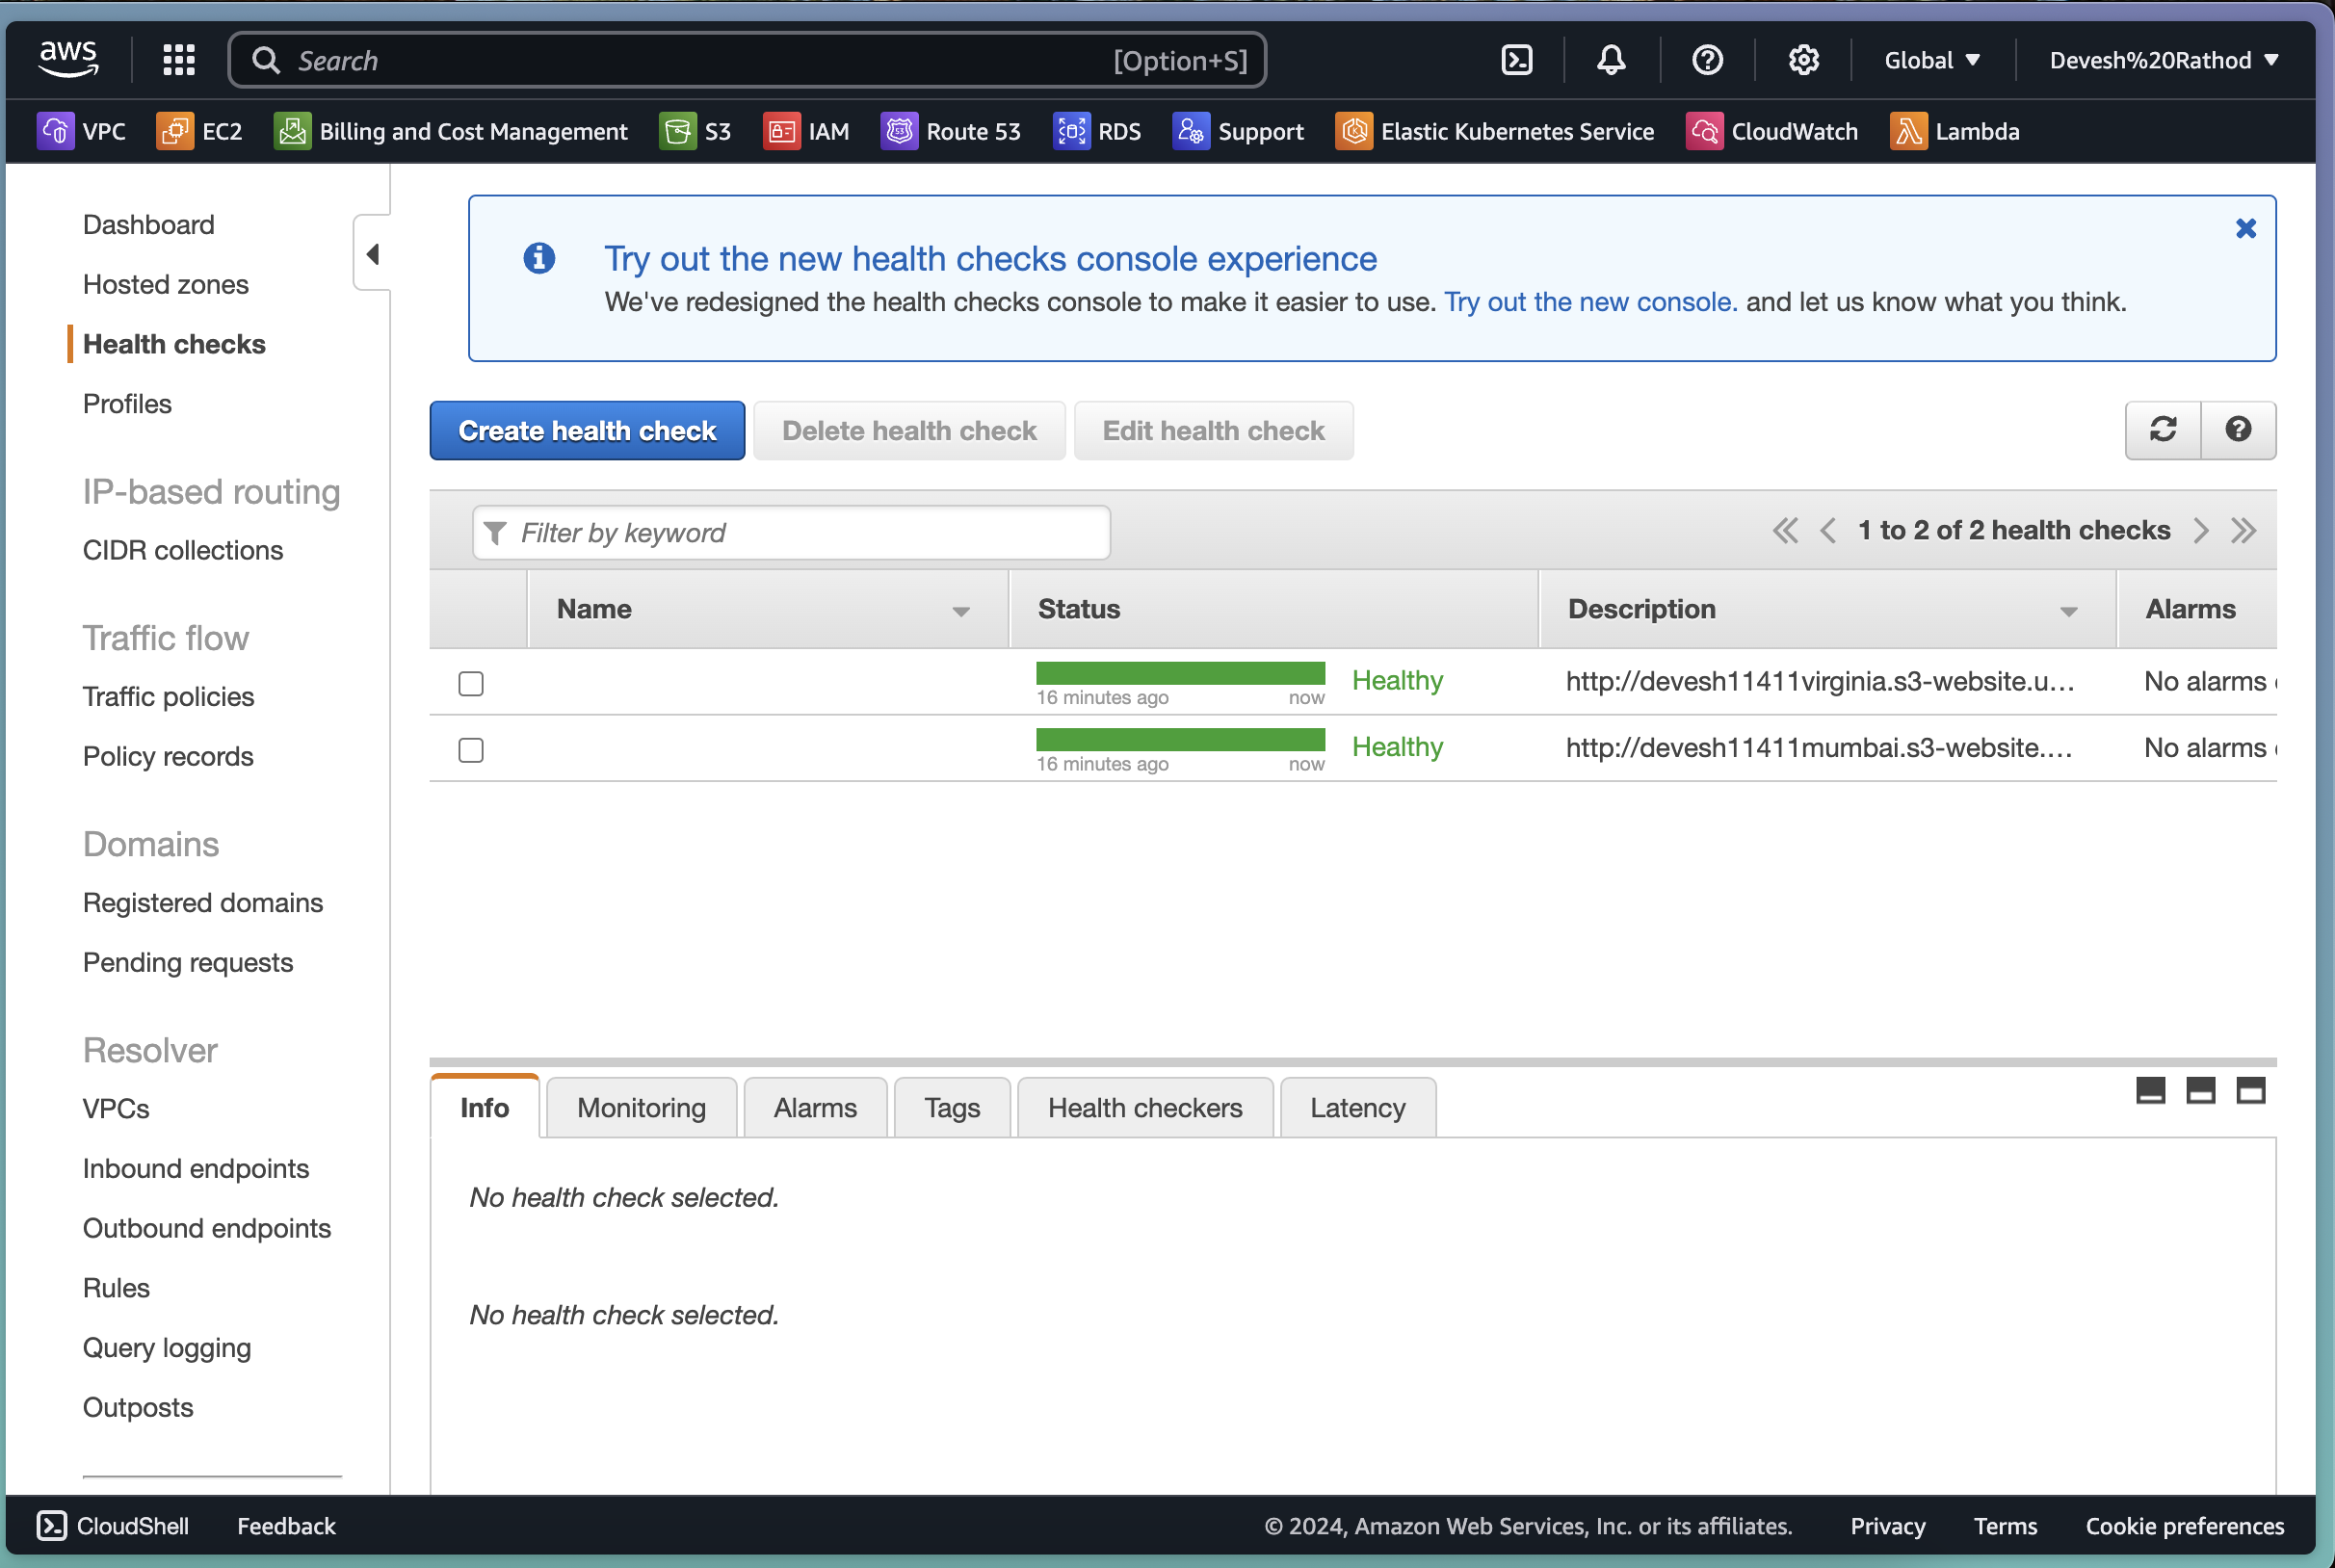 aws
Search [Option+S]
Global Devesh%20Rathod
VPC EC2 Billing and Cost Management S3 IAM Route 53 RDS Support Elastic Kubernetes Service CloudWatch Lambda
Dashboard
Hosted zones
Health checks
Profiles
IP-based routing
CIDR collections
Traffic flow
Traffic policies
Policy records
Domains
Registered domains
Pending requests
Resolver
VPCs
Inbound endpoints
Outbound endpoints
Rules
Query logging
Outposts
Try out the new health checks console experience
We've redesigned the health checks console to make it easier to use. Try out the new console. and let us know what you think.
Create health check Delete health check Edit health check
Filter by keyword 1 to 2 of 2 health checks
Name Status Description Alarms
Healthy http://devesh11411virginia.s3-website.u... No alarms
16 minutes ago now
Healthy http://devesh11411mumbai.s3-website.... No alarms
16 minutes ago now
Info Monitoring Alarms Tags Health checkers Latency
No health check selected.
No health check selected.
CloudShell Feedback © 2024, Amazon Web Services, Inc. or its affiliates. Privacy Terms Cookie preferences